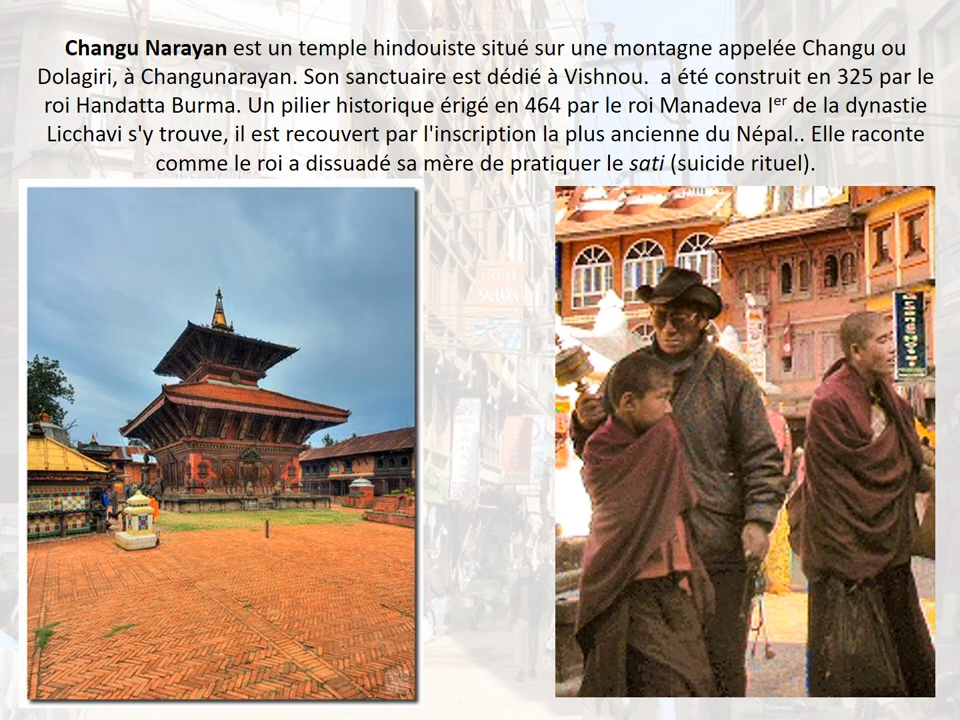 Changu Narayan est un temple hindouiste situé sur une montagne appelée Changu ou
Dolagiri, à Changunarayan. Son sanctuaire est dédié à Vishnou.  a été construit en 325 par le
roi Handatta Burma. Un pilier historique érigé en 464 par le roi Manadeva Ier de la dynastie
Licchavi s'y trouve, il est recouvert par l'inscription la plus ancienne du Népal.. Elle raconte
comme le roi a dissuadé sa mère de pratiquer le sati (suicide rituel).
SAHARA